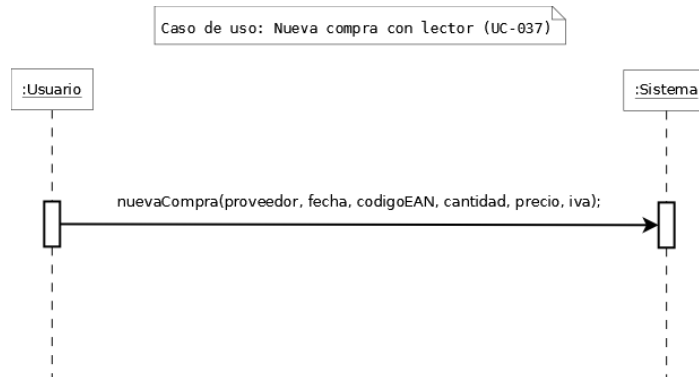 Caso de uso: Nueva compra con lector (UC-037)
:Usuario
:Sistema
nuevaCompra(proveedor, fecha, codigoEAN, cantidad, precio, iva);